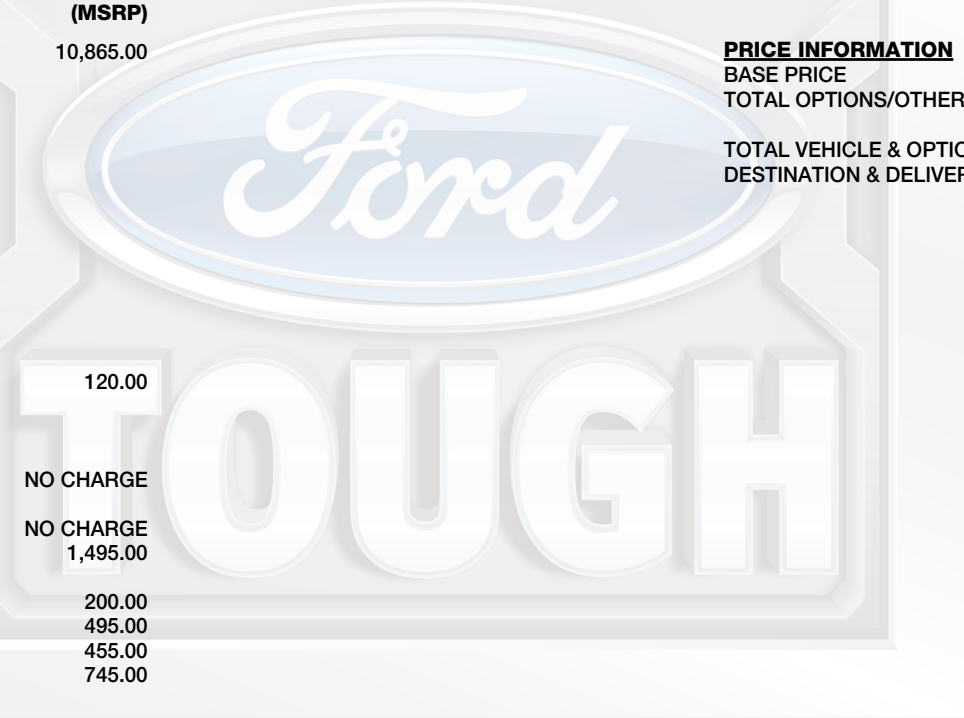 (MSRP)
10,865.00
PRICE INFORMATION
BASE PRICE
TOTAL OPTIONS/OTHER
TOTAL VEHICLE & OPTIO
DESTINATION & DELIVER
Ford
TOUGH
120.00
NO CHARGE
NO CHARGE
1,495.00
200.00
495.00
455.00
745.00